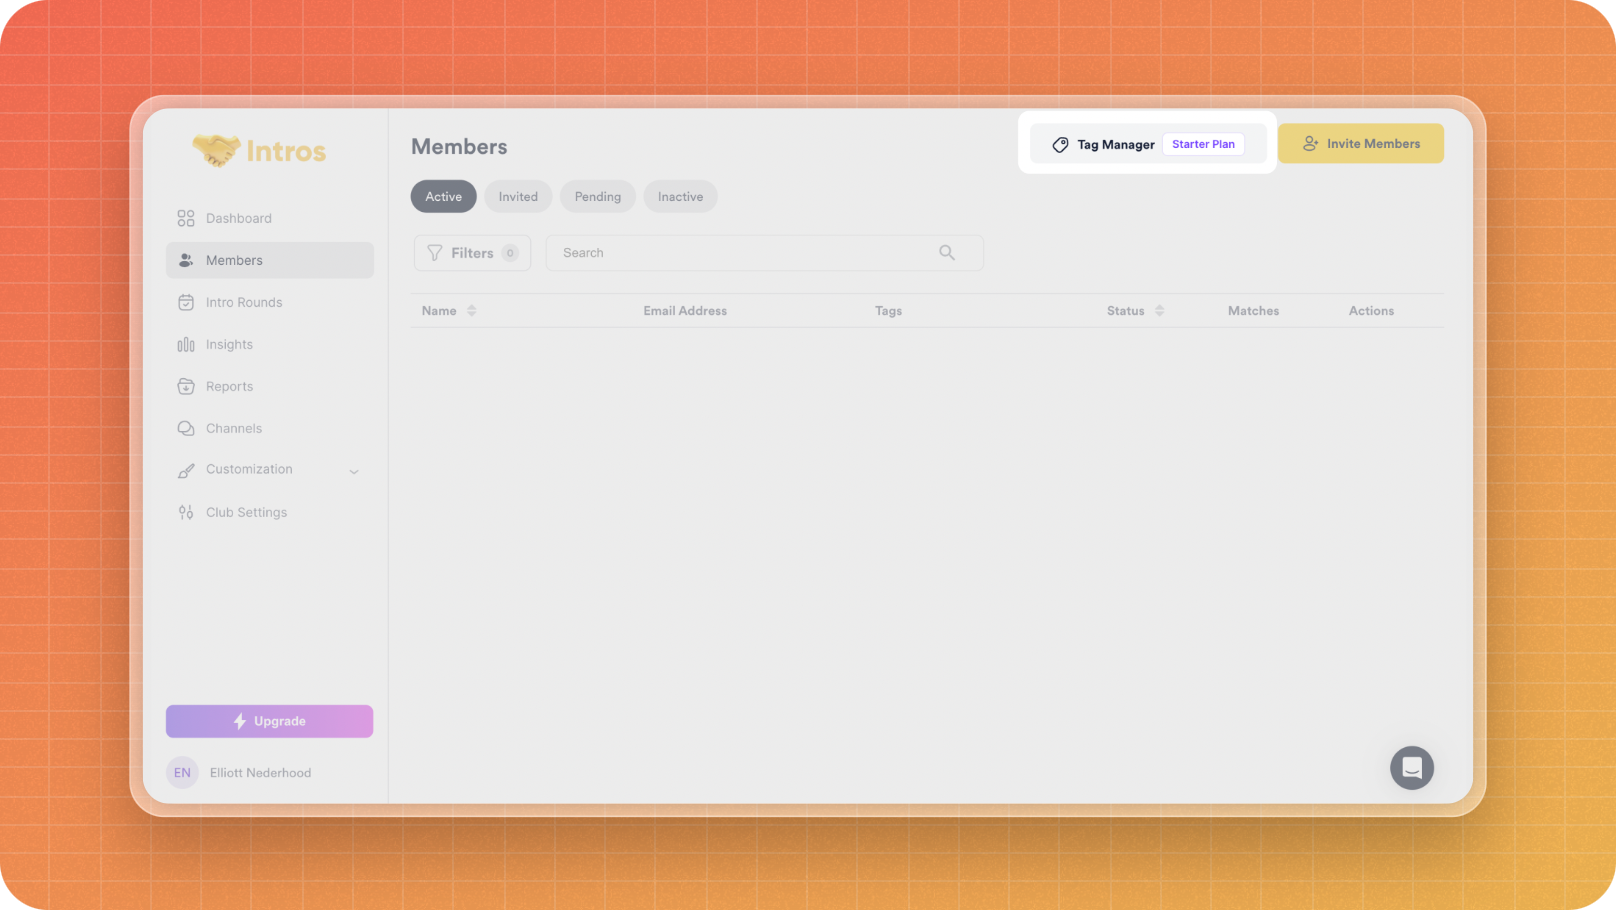 Intros
Dashboard
Members
Intro Rounds
Insights
Reports
Channels
Customization
Club Settings
Upgrade
EN Elliott Nederhood
Members
Tag Manager Starter Plan
Invite Members
Active Invited Pending Inactive
Filters 0 Search
Name Email Address Tags Status Matches Actions